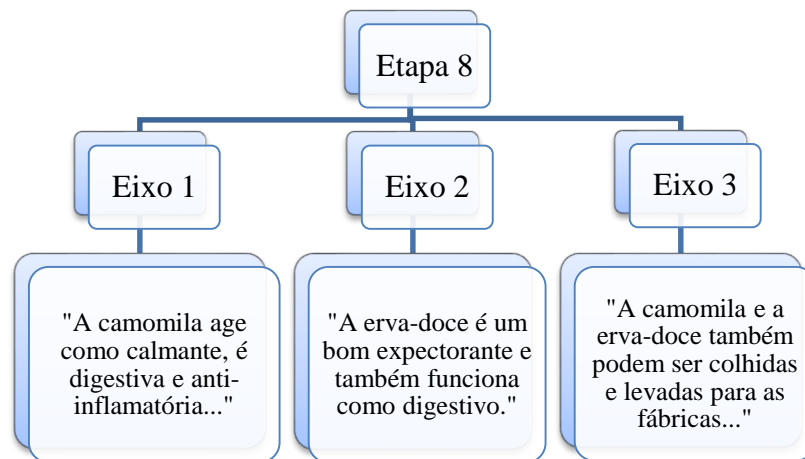 Etapa 8
Eixo 1
Eixo 2
Eixo 3
"A camomila age
como calmante, é
digestiva e anti-
inflamatória..."
"A erva-doce é um
bom expectorante e
também funciona
como digestivo."
"A camomila e a
erva-doce também
podem ser colhidas
e levadas para as
fábricas..."